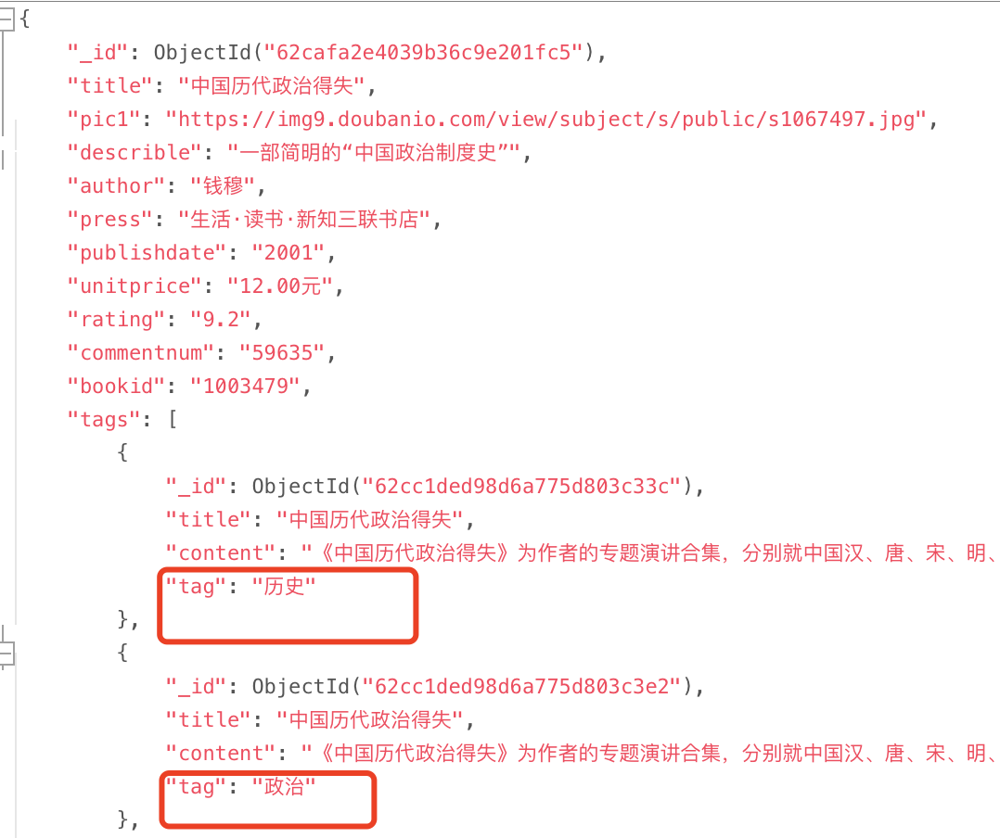 {
"_id": ObjectId("62cafa2e4039b36c9e201fc5"),
"title": "中国历代政治得失",
"pic1": "https://img9.doubanio.com/view/subject/s/public/s1067497.jpg",
"describle": "一部简明的“中国政治制度史”",
"author": "钱穆",
"press": "生活·读书·新知三联书店",
"publishdate": "2001",
"unitprice": "12.00元",
"rating": "9.2",
"commentnum": "59635",
"bookid": "1003479",
"tags": [
{
"_id": ObjectId("62cc1ded98d6a775d803c33c"),
"title": "中国历代政治得失",
"content": "《中国历代政治得失》为作者的专题演讲合集，分别就中国汉、唐、宋、明、
"tag": "历史"
},
{
"_id": ObjectId("62cc1ded98d6a775d803c3e2"),
"title": "中国历代政治得失",
"content": "《中国历代政治得失》为作者的专题演讲合集，分别就中国汉、唐、宋、明、
"tag": "政治"
},